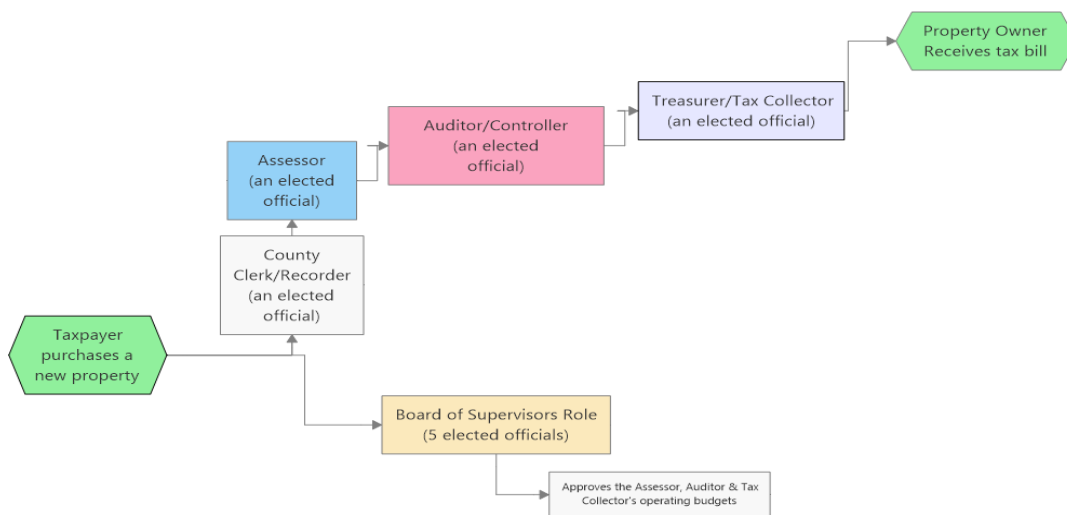 Property Owner
Receives tax bill
Treasurer/Tax Collector
(an elected official)
Auditor/Controller
(an elected
official)
Assessor
(an elected
official)
County
Clerk/Recorder
(an elected
official)
Taxpayer
purchases a
new property
Board of Supervisors Role
(5 elected officials)
Approves the Assessor, Auditor & Tax
Collector's operating budgets